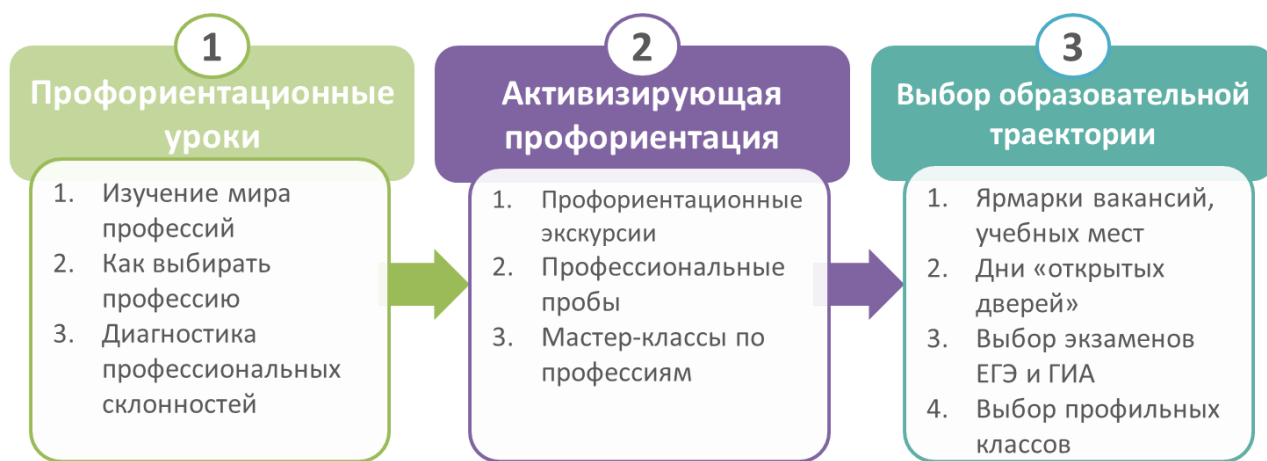 1
Профориентационные
уроки
1. Изучение мира
профессий
2. Как выбирать
профессию
3. Диагностика
профессиональных
склонностей
2
Активизирующая
профориентация
1. Профориентационные
экскурсии
2. Профессиональные
пробы
3. Мастер-классы по
профессиям
3
Выбор образовательной
траектории
1. Ярмарки вакансий,
учебных мест
2. Дни «открытых
дверей»
3. Выбор экзаменов
ЕГЭ и ГИА
4. Выбор профильных
классов